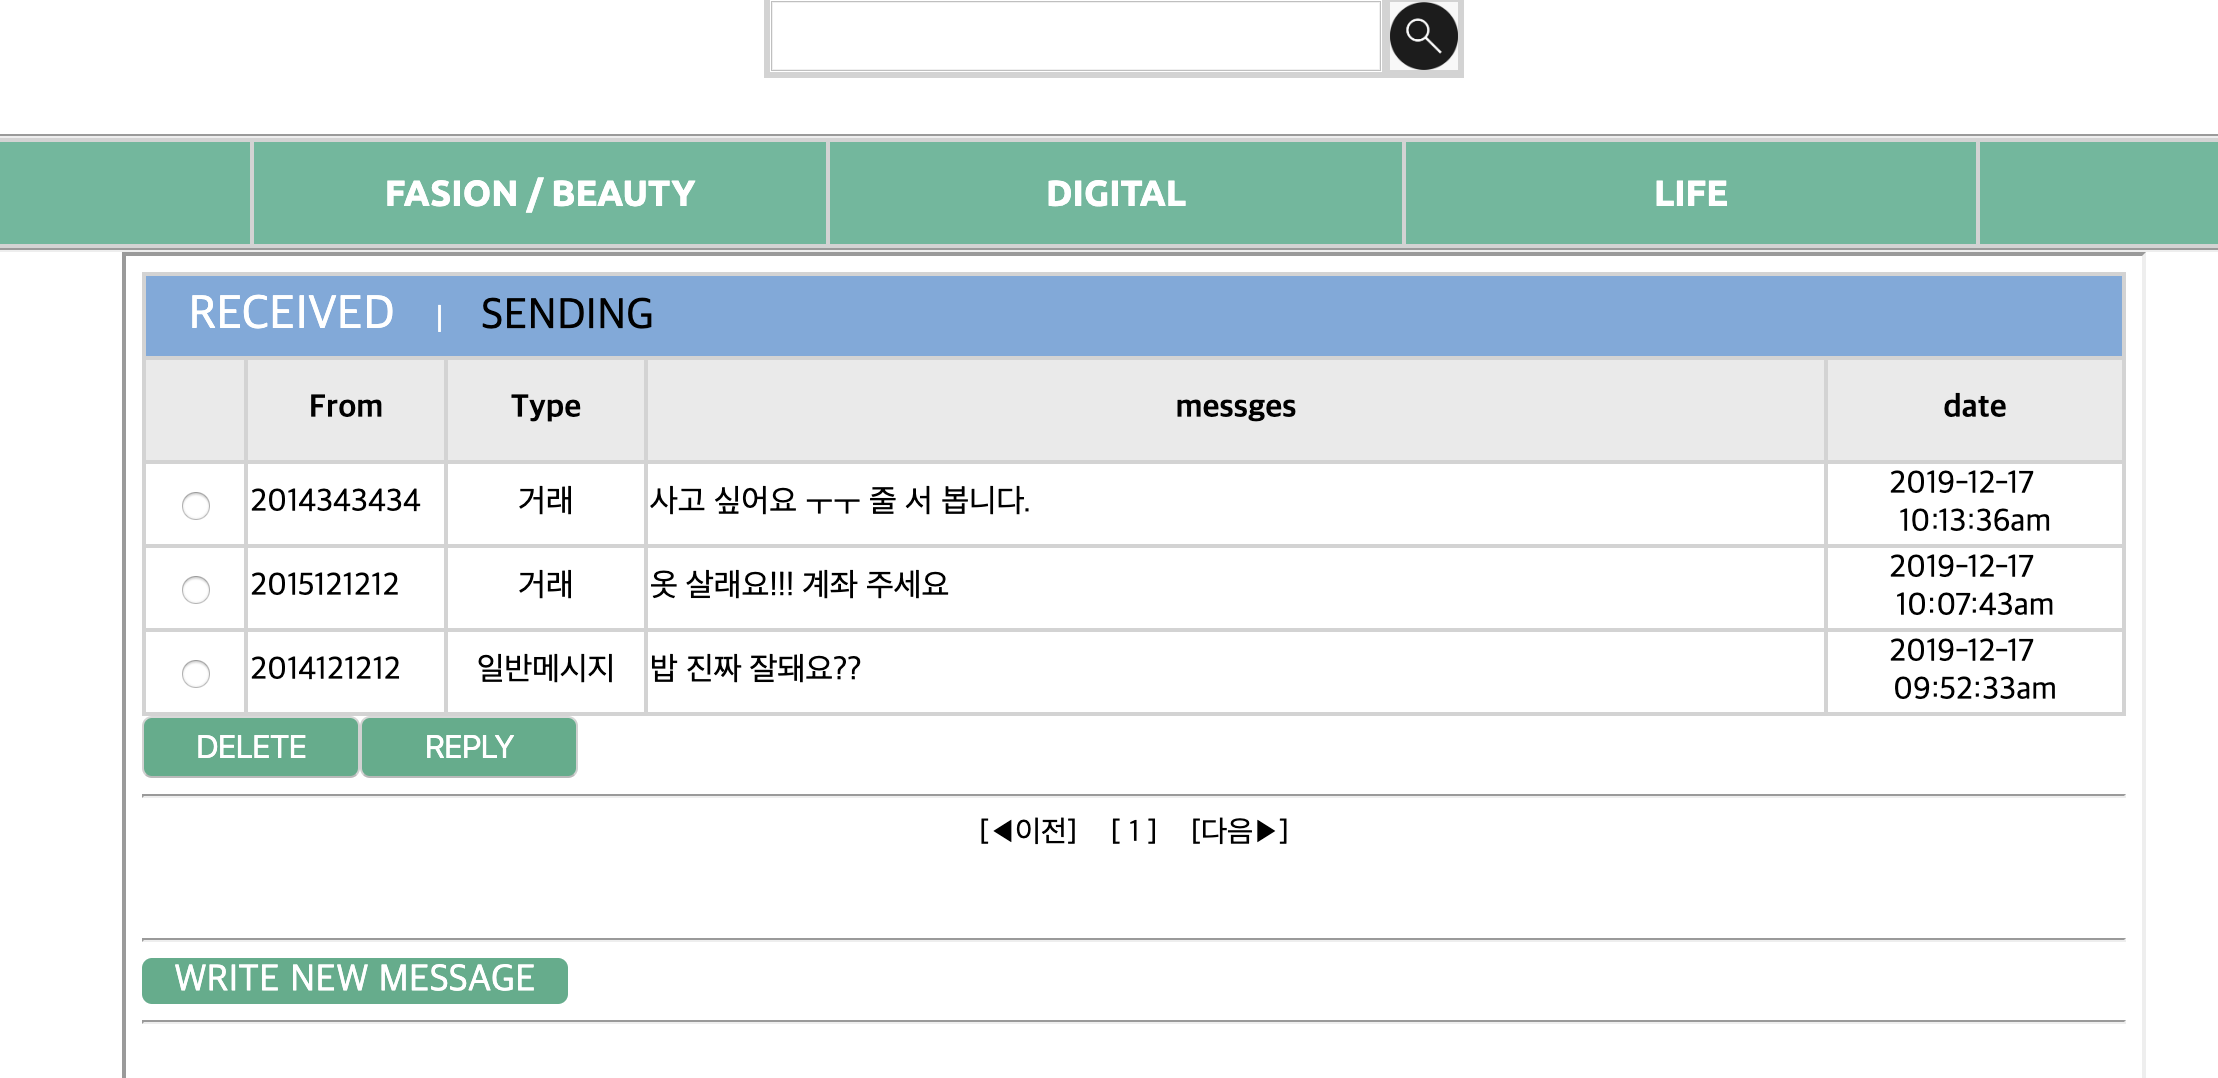 FASION / BEAUTY DIGITAL LIFE
RECEIVED | SENDING
From Type messges date
2014343434 거래 사고 싶어요 ㅜㅜ 줄 서 봅니다. 2019-12-17 10:13:36am
2015121212 거래 옷 살래요!!! 계좌 주세요 2019-12-17 10:07:43am
2014121212 일반메시지 밥 진짜 잘돼요?? 2019-12-17 09:52:33am
DELETE REPLY
[◀이전] [ 1 ] [다음▶]
WRITE NEW MESSAGE